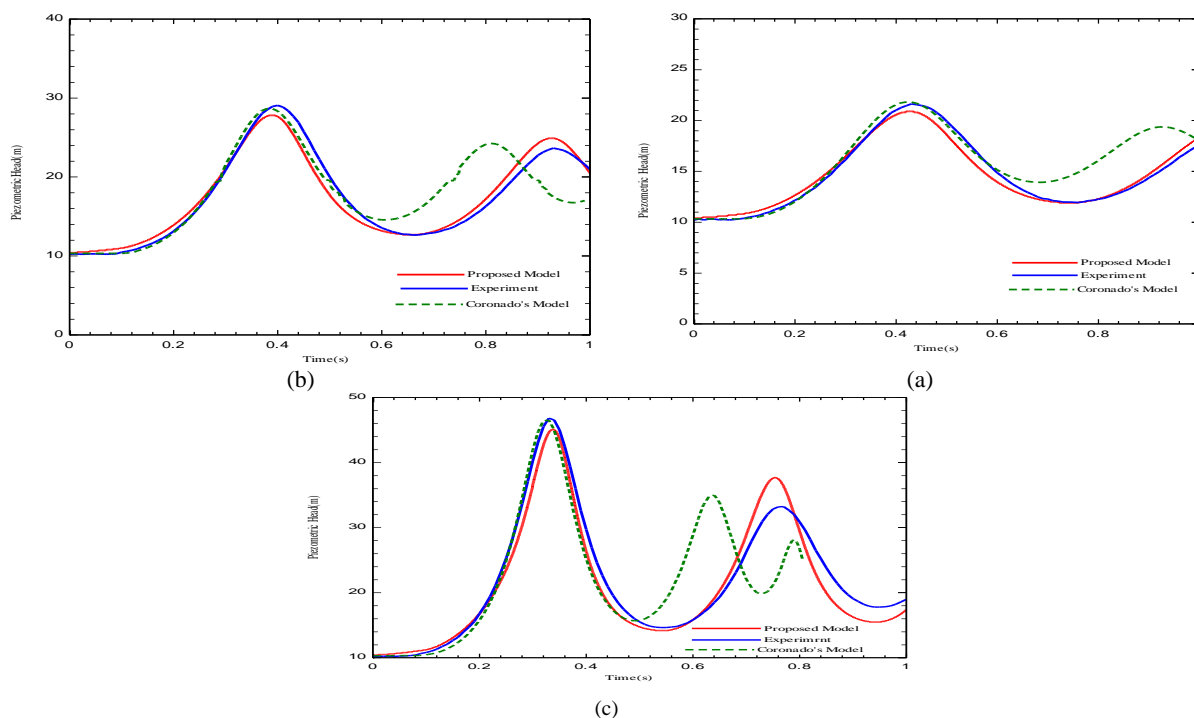 40
30
20
10
0
Piezometric Head(m)
Proposed Model
Experiment
Coronado's Model
0 0.2 0.4 0.6 0.8 1
Time(s)
(b)
30
25
20
15
10
5
0
Piezometric Head(m)
Proposed Model
Experiment
Coronado's Model
0 0.2 0.4 0.6 0.8
Time(s)
(a)
50
40
30
20
10
Piezometric Head(m)
Proposed Model
Experimrnt
Coronado's Model
0 0.2 0.4 0.6 0.8 1
Time(s)
(c)